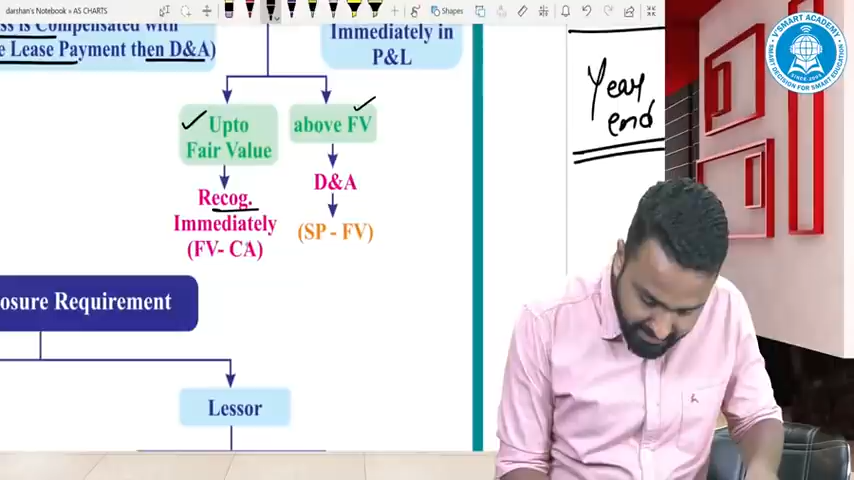 darshan's Notebook » AS CHARTS
Shapes
ss is Compensated with
e Lease Payment then D&A)
Immediately in
P&L
Upto
Fair Value
above FV
Recog.
Immediately
(FV- CA)
D&A
(SP - FV)
osure Requirement
Lessor
Year
end
V'SMART ACADEMY
SINCE 2001
SMART DECISION FOR SMART EDUCATION